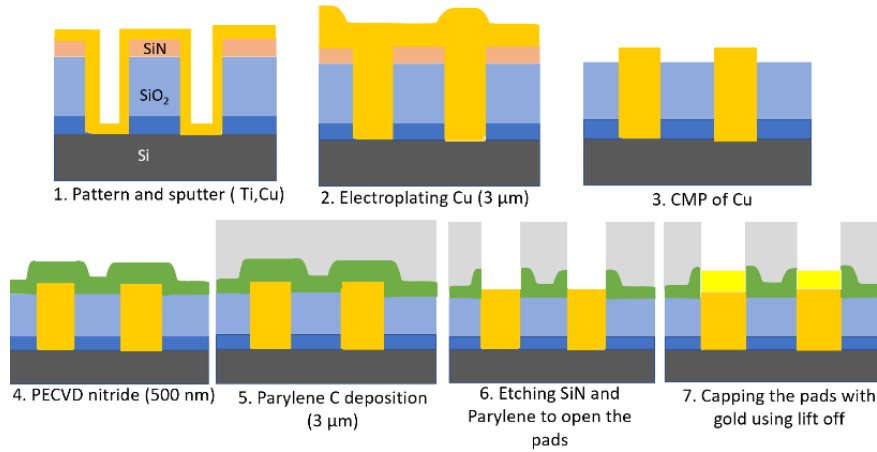 SiN
SiO₂
Si
1. Pattern and sputter ( Ti,Cu)
2. Electroplating Cu (3 µm)
3. CMP of Cu
4. PECVD nitride (500 nm)
5. Parylene C deposition
(3 µm)
6. Etching SiN and
Parylene to open the
pads
7. Capping the pads with
gold using lift off